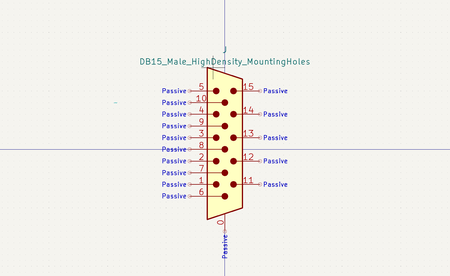 J
DB15_Male_HighDensity_MountingHoles
Passive 5 15 Passive
Passive 10
Passive 4 14 Passive
Passive 9
Passive 3 13 Passive
Passive 8
Passive 2 12 Passive
Passive 7
Passive 1 11 Passive
Passive 6
0
Passive